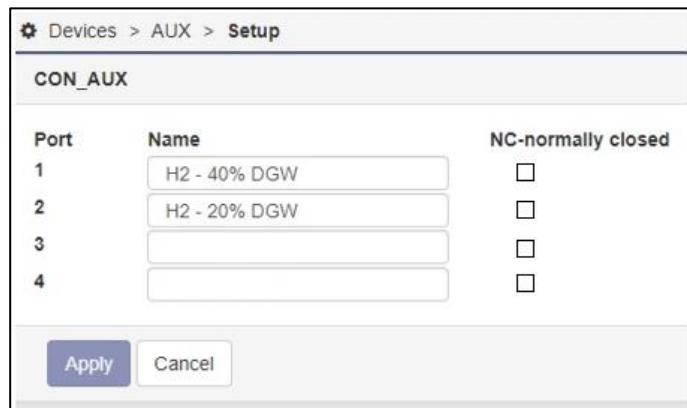 Devices > AUX > Setup
CON_AUX
Port Name NC-normally closed
1 H2 - 40% DGW
2 H2 - 20% DGW
3
4
Apply Cancel